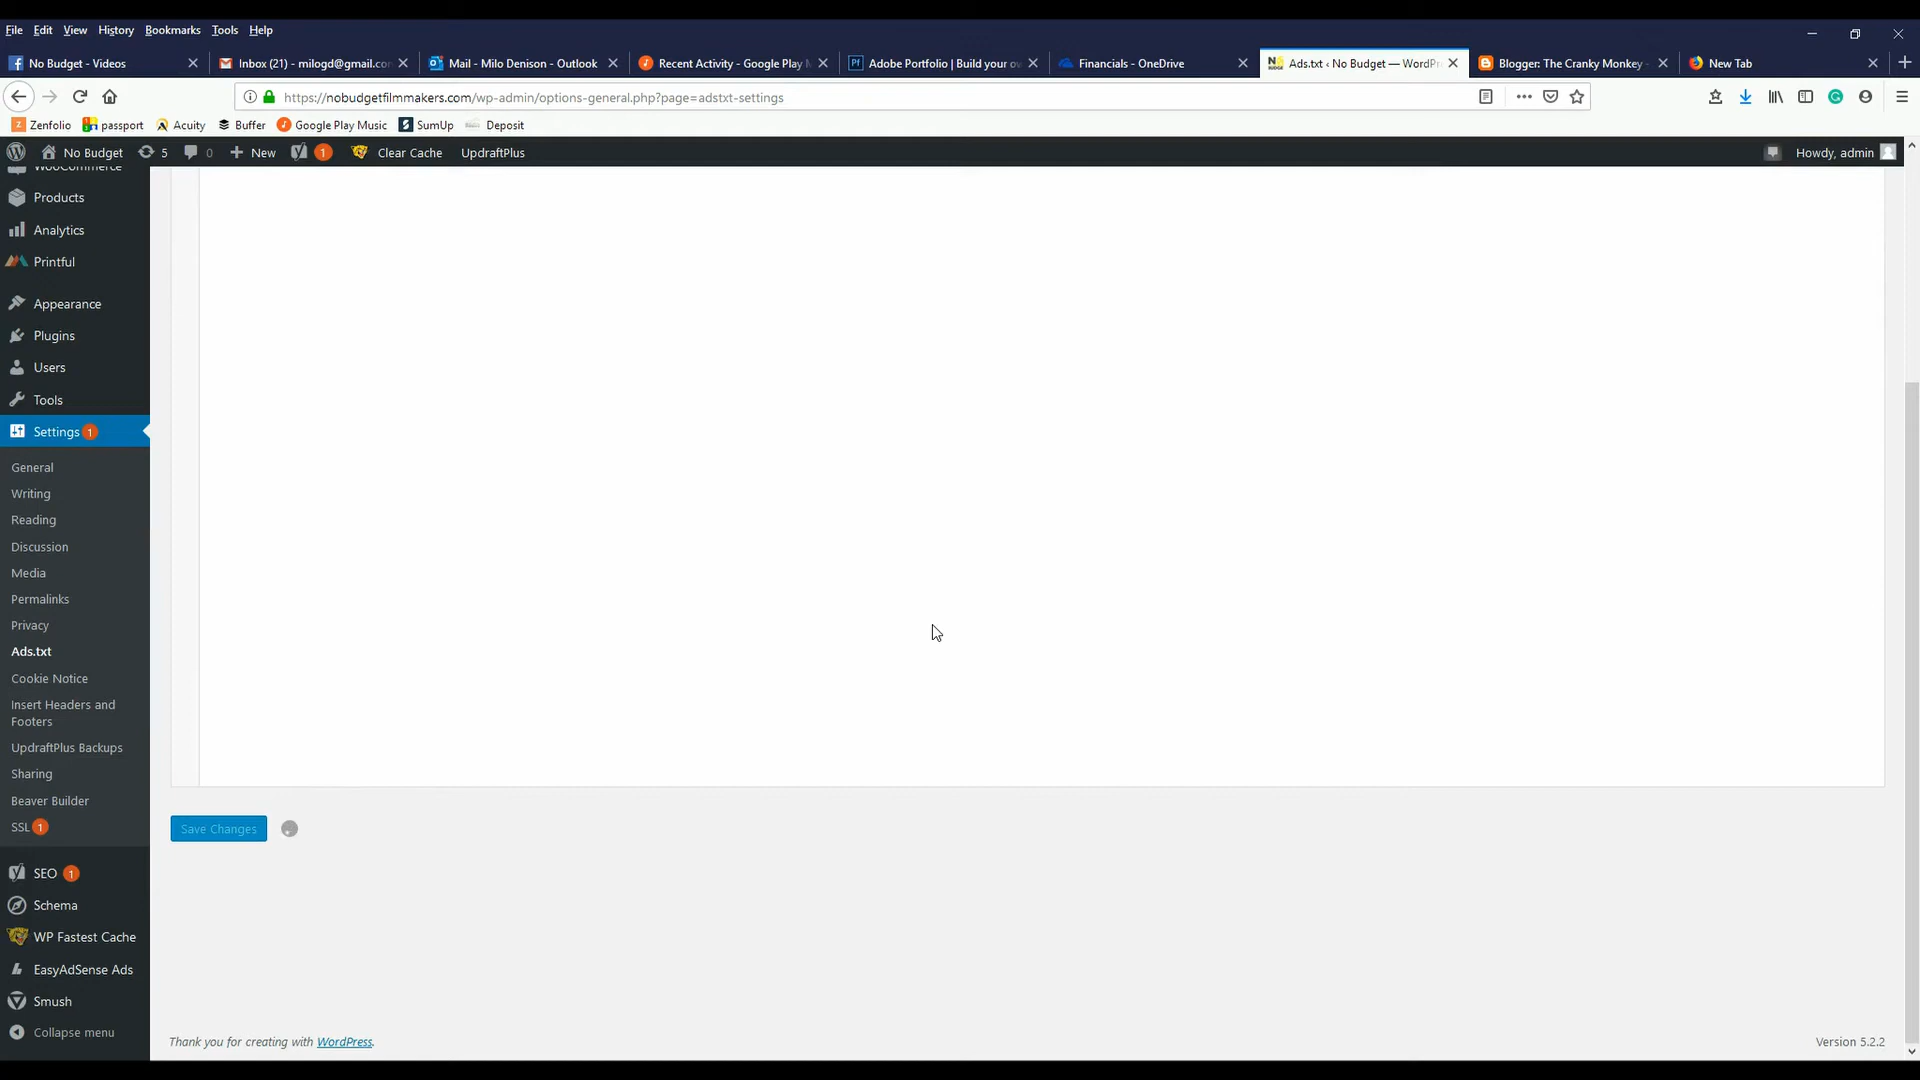 File Edit View History Bookmarks Tools Help
No Budget - Videos
Inbox (21) - milogd@gmail.co
Mail - Milo Denison - Outlook
Recent Activity - Google Play
Adobe Portfolio | Build your o
Financials - OneDrive
Ads.txt ‹ No Budget — WordPr
Blogger: The Cranky Monkey -
New Tab
https://nobudgetfilmmakers.com/wp-admin/options-general.php?page=adstxt-settings
Zenfolio passport Acuity Buffer Google Play Music SumUp Deposit
No Budget 5 0 New 1 Clear Cache UpdraftPlus Howdy, admin
WooCommerce
Products
Analytics
Printful
Appearance
Plugins
Users
Tools
Settings 1
General
Writing
Reading
Discussion
Media
Permalinks
Privacy
Ads.txt
Cookie Notice
Insert Headers and
Footers
UpdraftPlus Backups
Sharing
Beaver Builder
SSL 1
SEO 1
Schema
WP Fastest Cache
EasyAdSense Ads
Smush
Collapse menu
Save Changes
Thank you for creating with WordPress.
Version 5.2.2